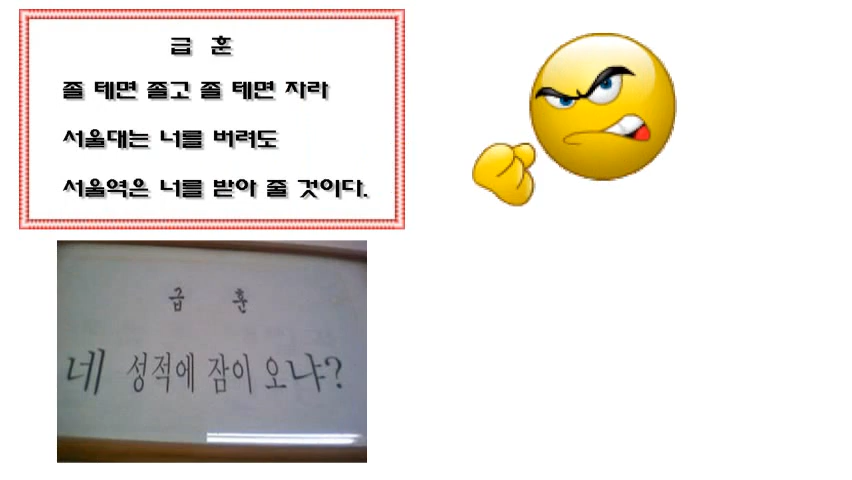 급 훈
졸 테면 졸고 졸 테면 자라
서울대는 너를 버려도
서울역은 너를 받아 줄 것이다.
급 훈
네 성적에 잠이 오냐?